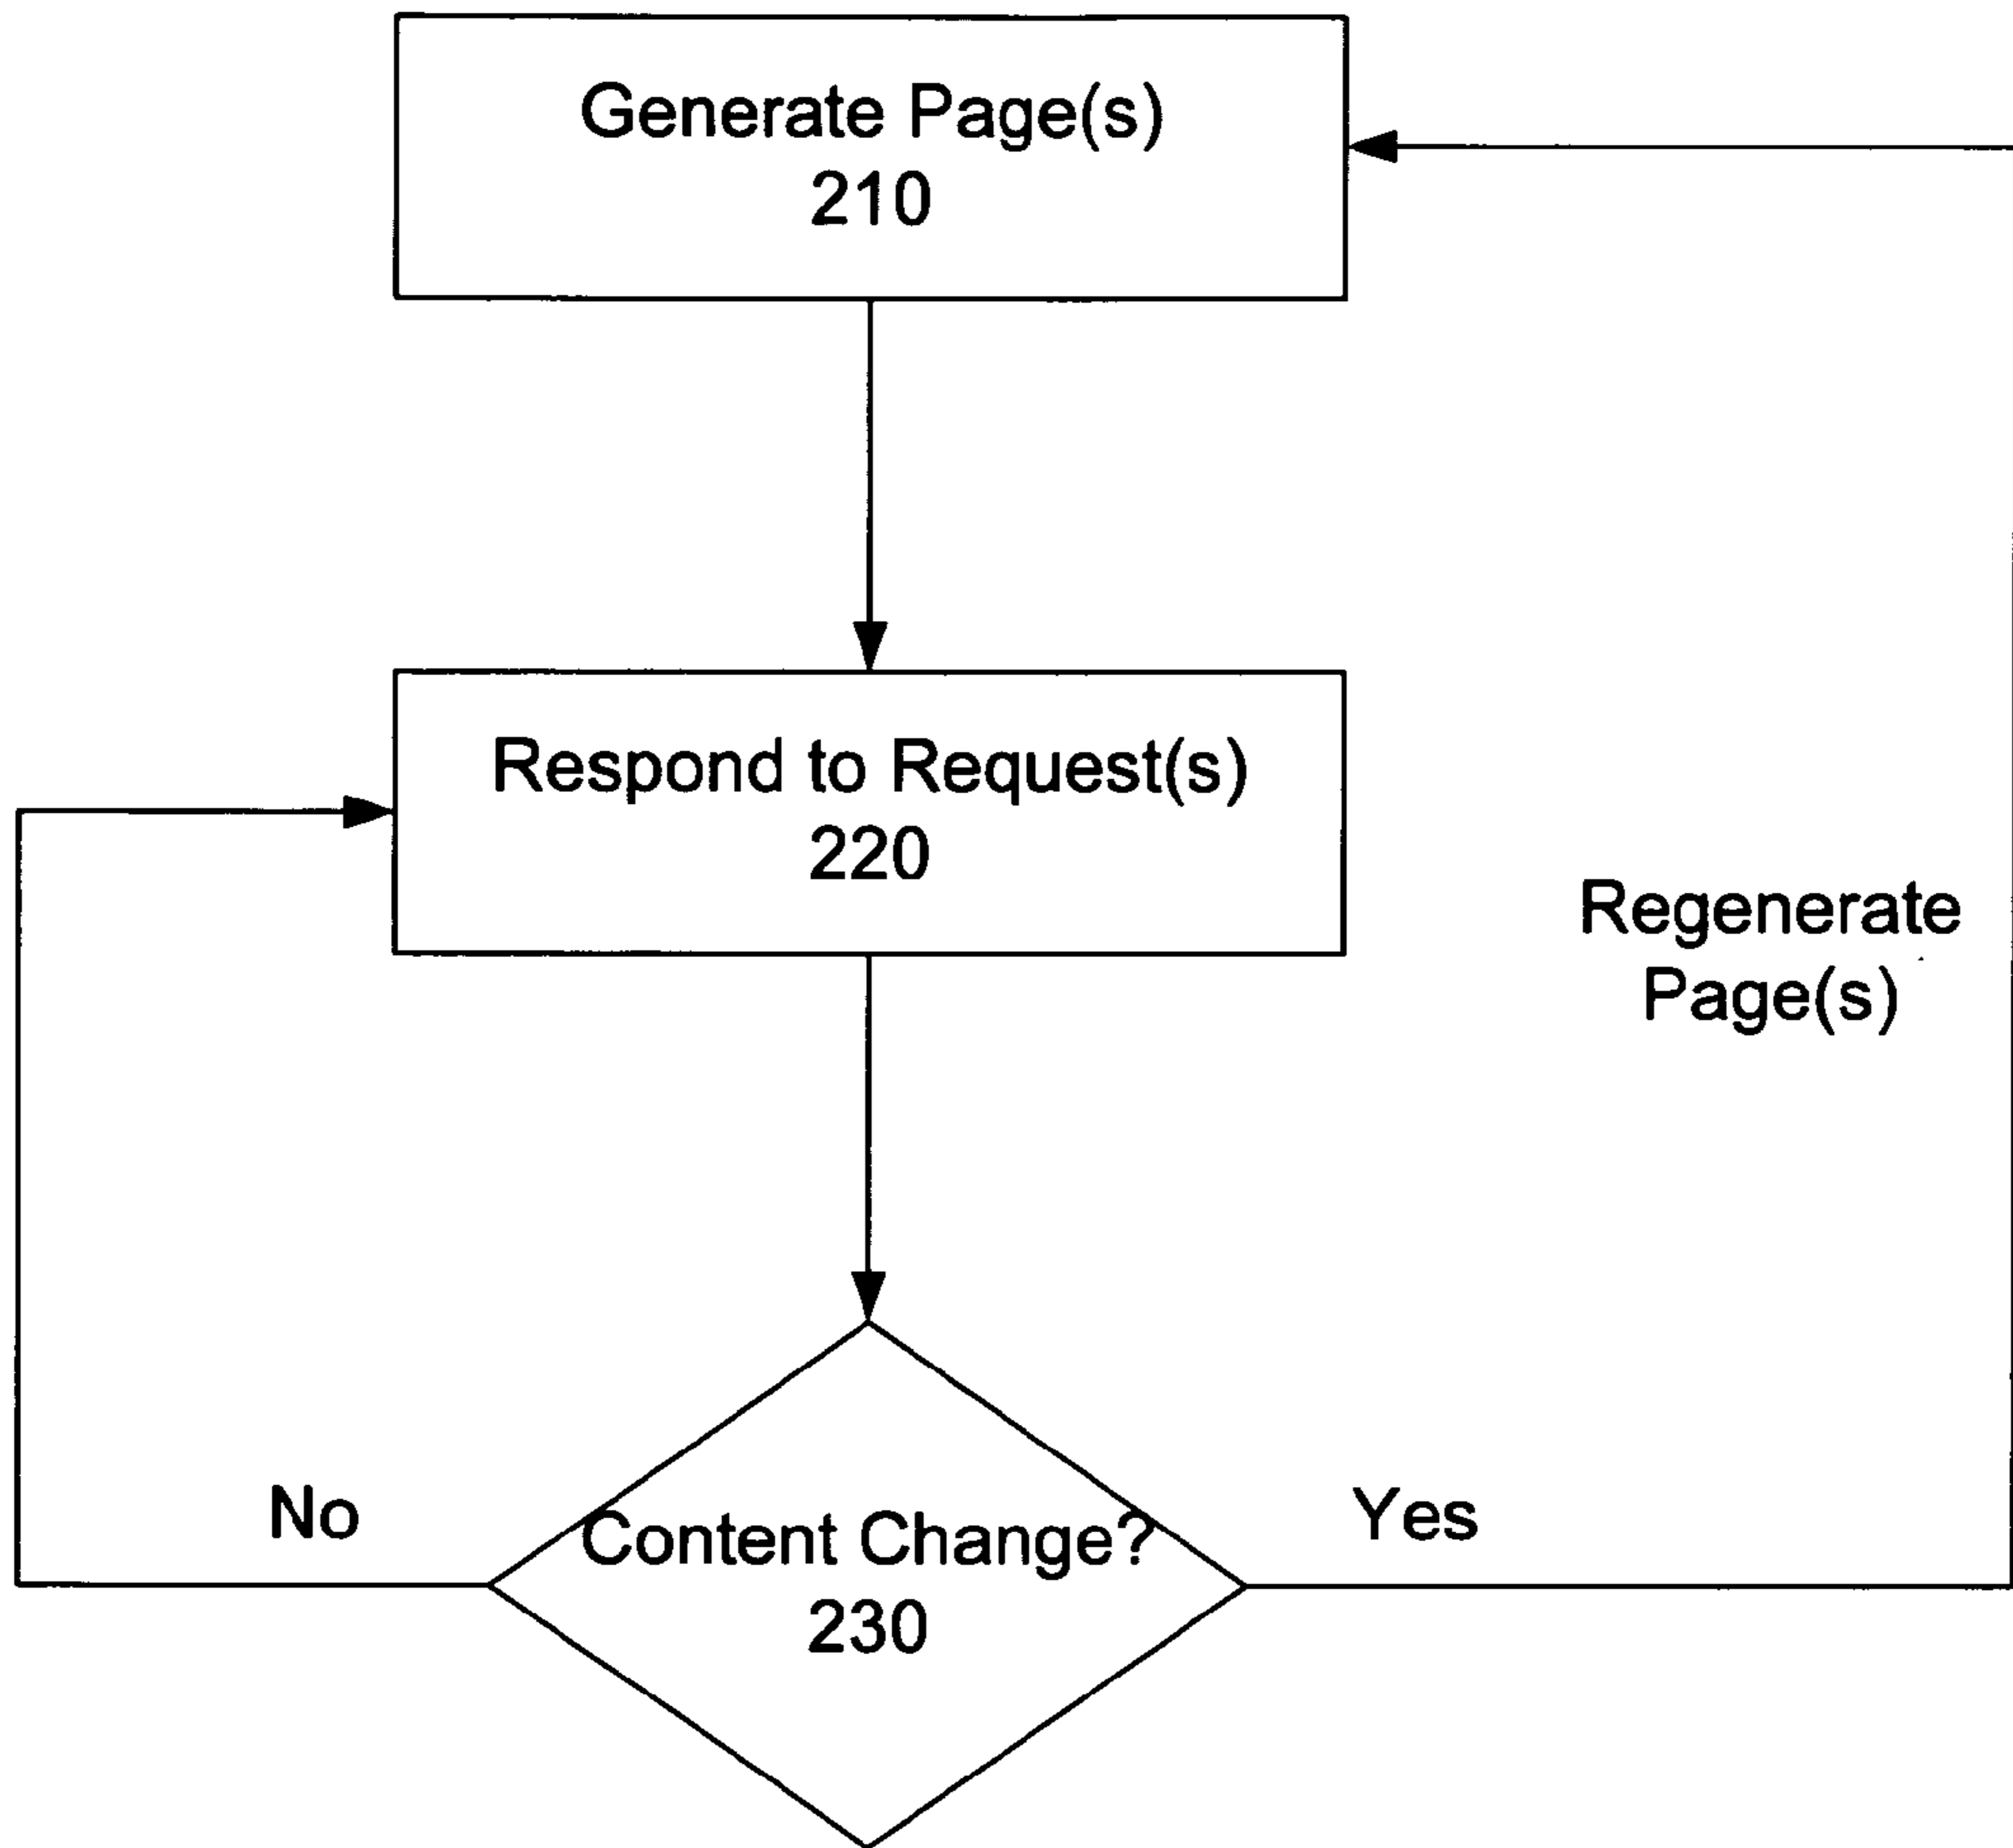 Generate Page(s)
210
Respond to Request(s)
220
Regenerate
Page(s)
No
Yes
Content Change?
230